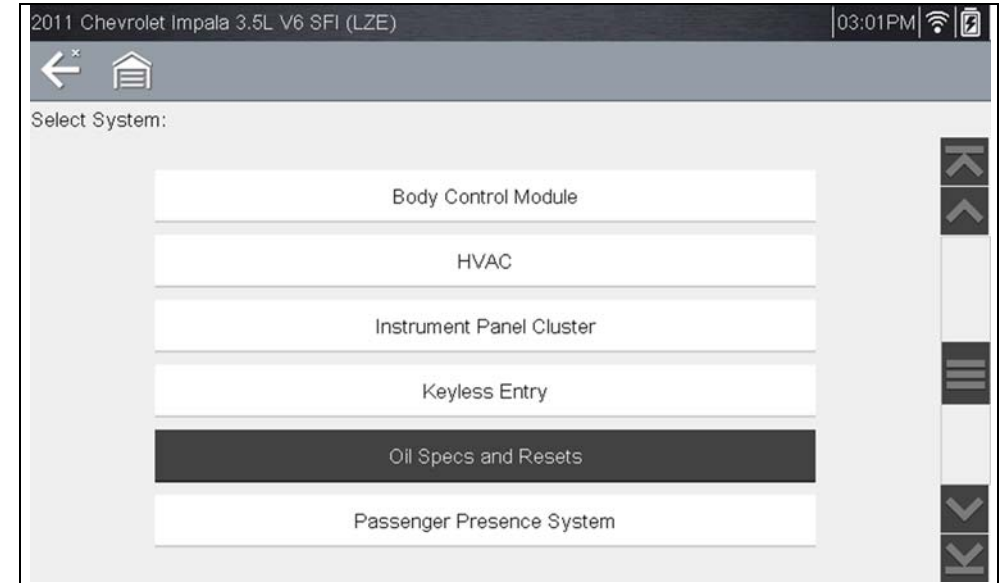 2011 Chevrolet Impala 3.5L V6 SFI (LZE) 03:01PM
Select System:
Body Control Module
HVAC
Instrument Panel Cluster
Keyless Entry
Oil Specs and Resets
Passenger Presence System